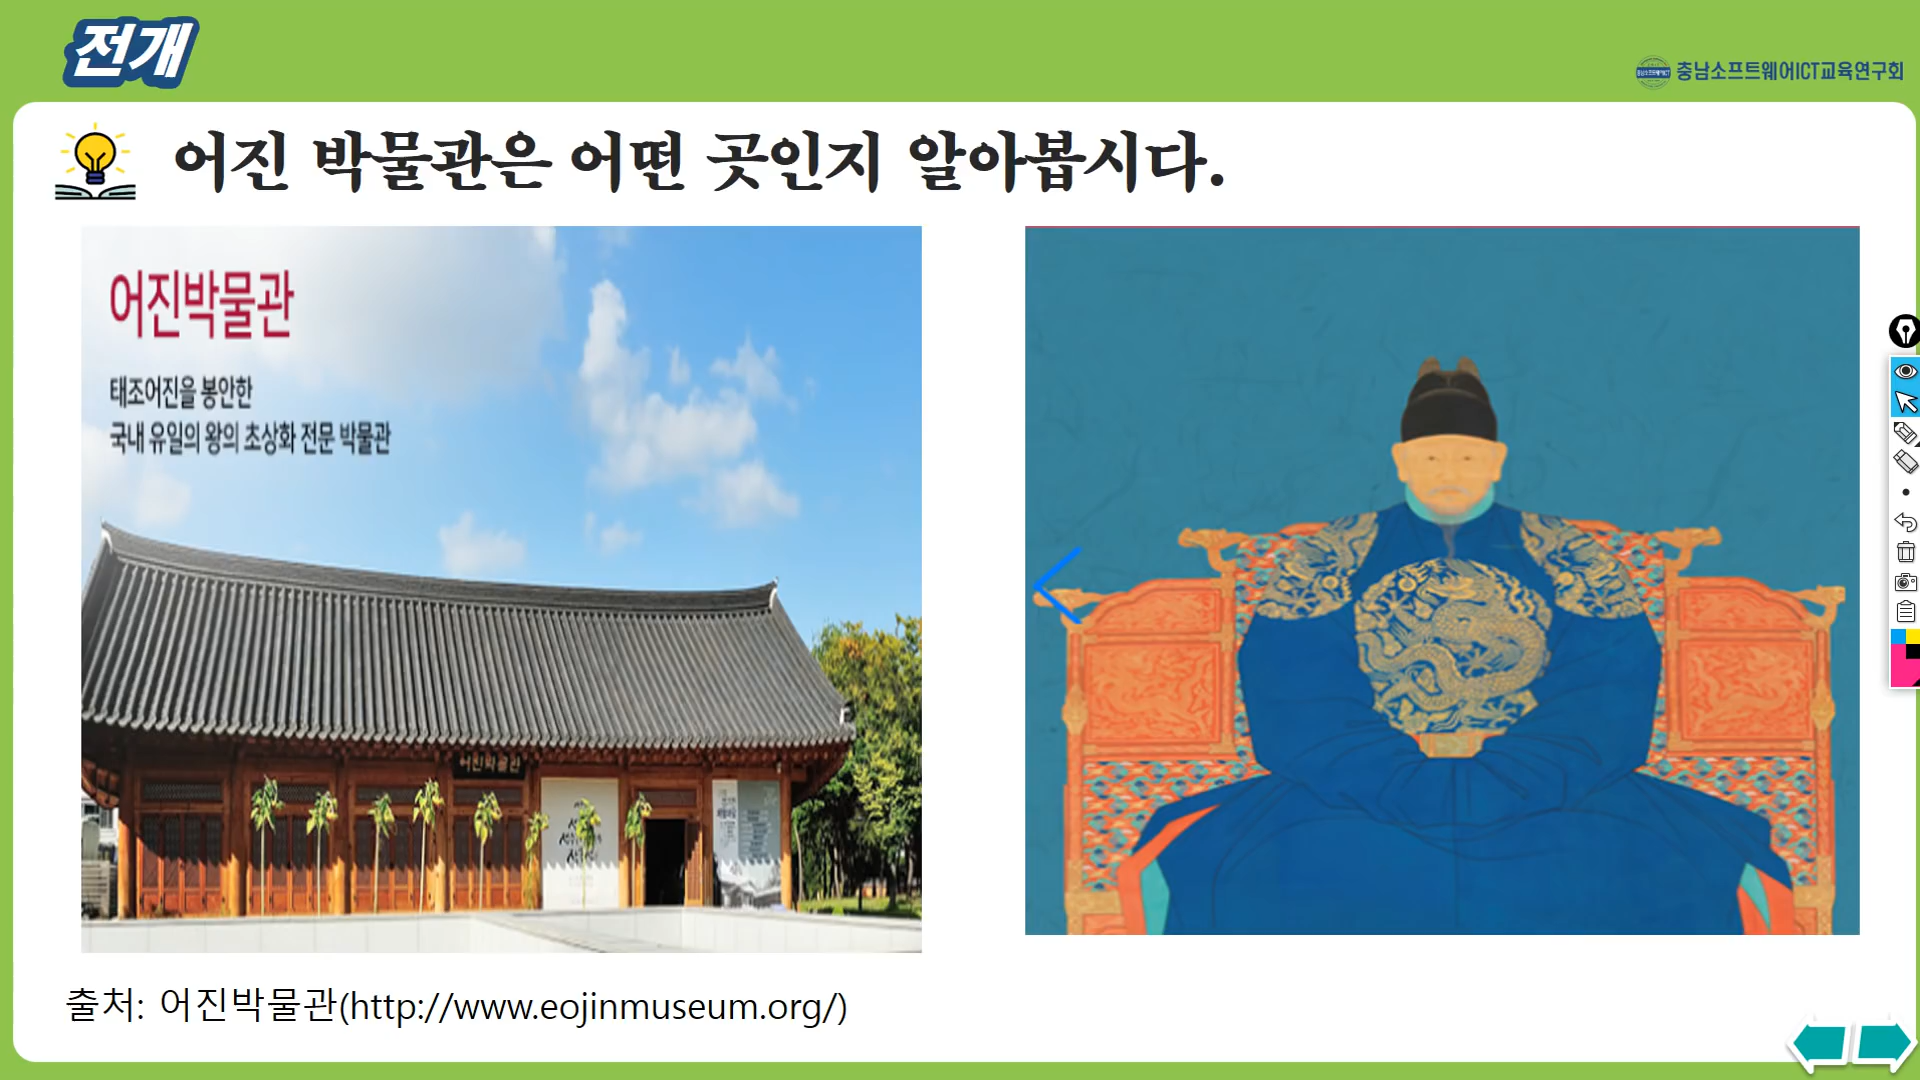 전개
충남소프트웨어ICT교육연구회
어진 박물관은 어떤 곳인지 알아봅시다.
어진박물관
태조어진을 봉안한
국내 유일의 왕의 초상화 전문 박물관
어진박물관
출처: 어진박물관(http://www.eojinmuseum.org/)